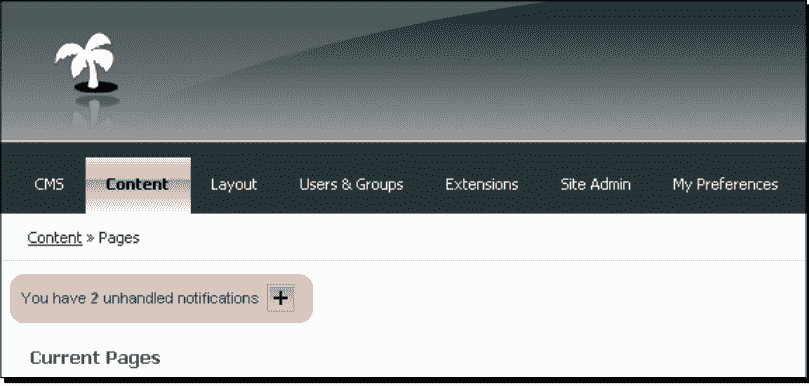 CMS Content Layout Users & Groups Extensions Site Admin My Preferences
Content » Pages
You have 2 unhandled notifications +
Current Pages